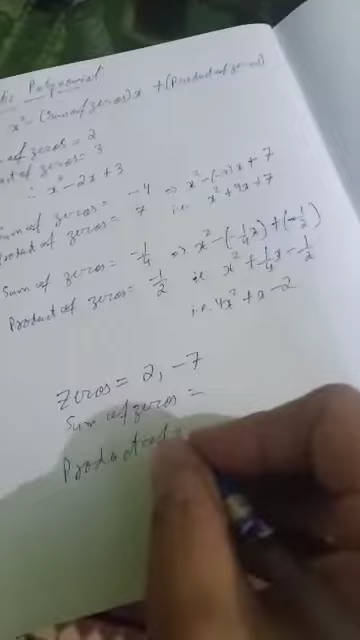 Polynomial
x² - (Sum of zeros)x + (Product of zeros)
of zeros = 2
of zeros = 3
∴ x² - 2x + 3
Sum of zeros = -4 ⇒ x² - (-4)x + 7
Product of zeros = 7 i.e. x² + 4x + 7
Sum of zeros = -1/4 ⇒ x² - (-1/4 x) + (-1/2)
Product of zeros = -1/2 i.e. x² + 1/4 x - 1/2
i.e. 4x² + x - 2
Zeros = 2, -7
Sum of zeros =
Product of